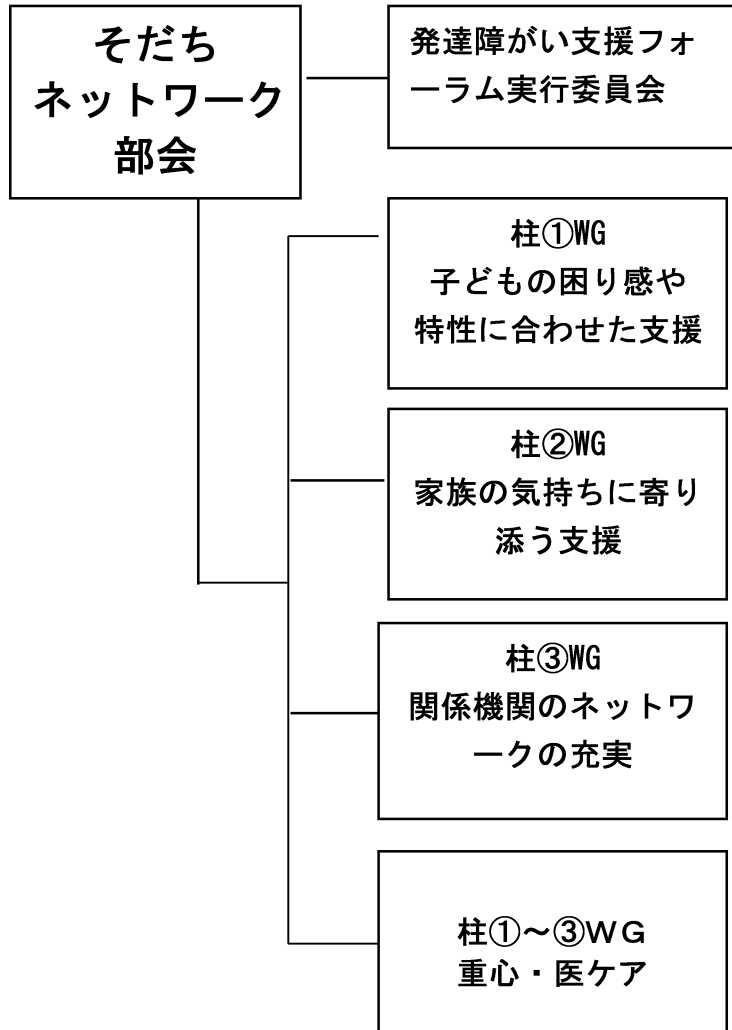 そだち
ネットワーク
部会
発達障がい支援フォ
ーラム実行委員会
柱①WG
子どもの困り感や
特性に合わせた支援
柱②WG
家族の気持ちに寄り
添う支援
柱③WG
関係機関のネットワ
ークの充実
柱①～③ＷＧ
重心・医ケア